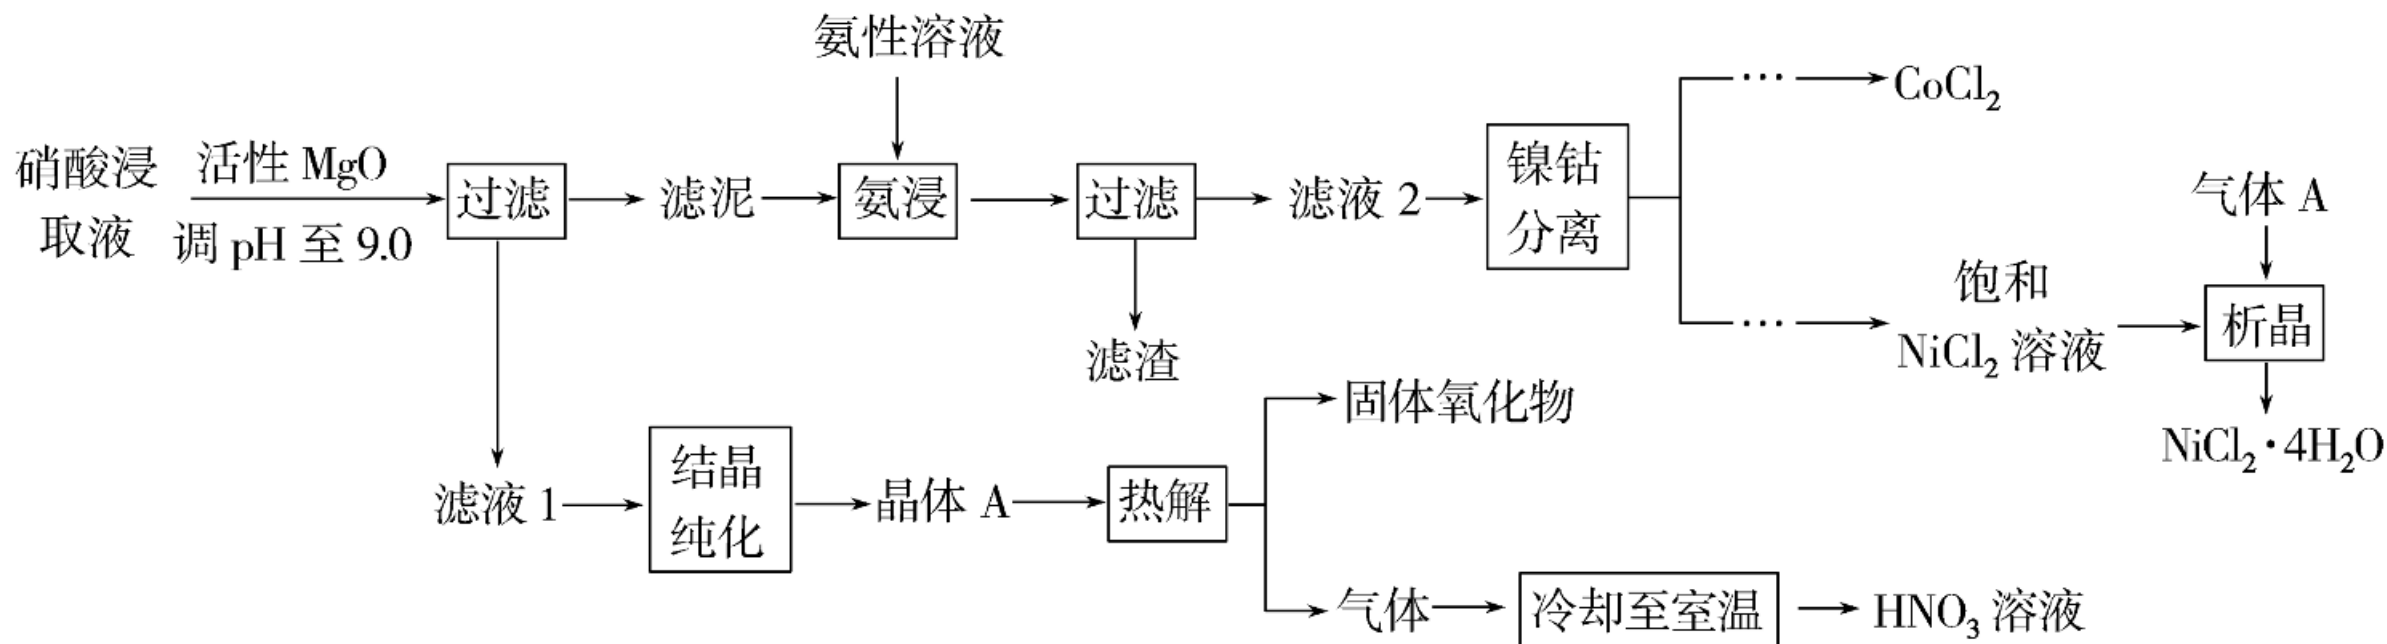 氨性溶液
硝酸浸
取液
活性 MgO
调 pH 至 9.0
过滤
滤泥
氨浸
过滤
滤液 2
镍钴
分离
… CoCl₂
… 饱和
NiCl₂ 溶液
气体 A
析晶
NiCl₂·4H₂O
滤渣
滤液 1
结晶
纯化
晶体 A
热解
固体氧化物
气体
冷却至室温
HNO₃ 溶液